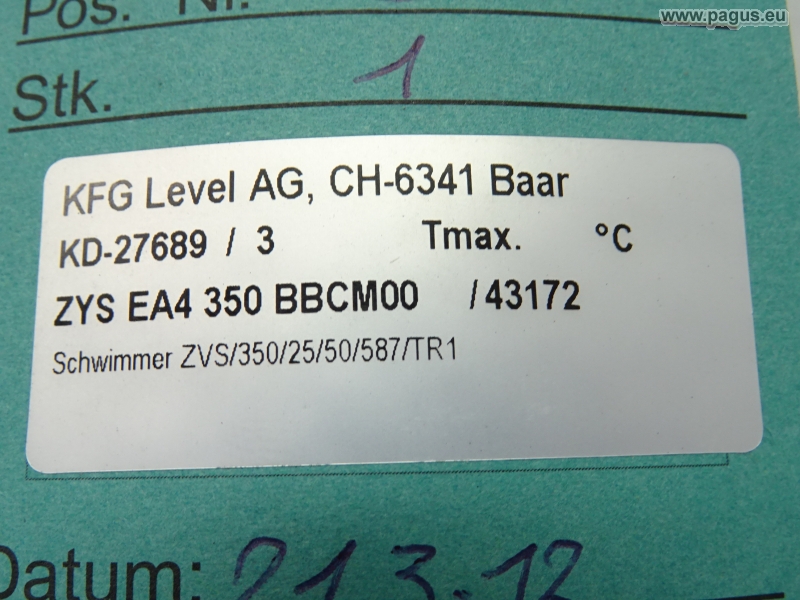 www.pagus.eu
Pos. Nr.
Stk. 1
KFG Level AG, CH-6341 Baar
KD-27689 / 3 Tmax. °C
ZYS EA4 350 BBCM00 /43172
Schwimmer ZVS/350/25/50/587/TR1
Datum: 21.3.12